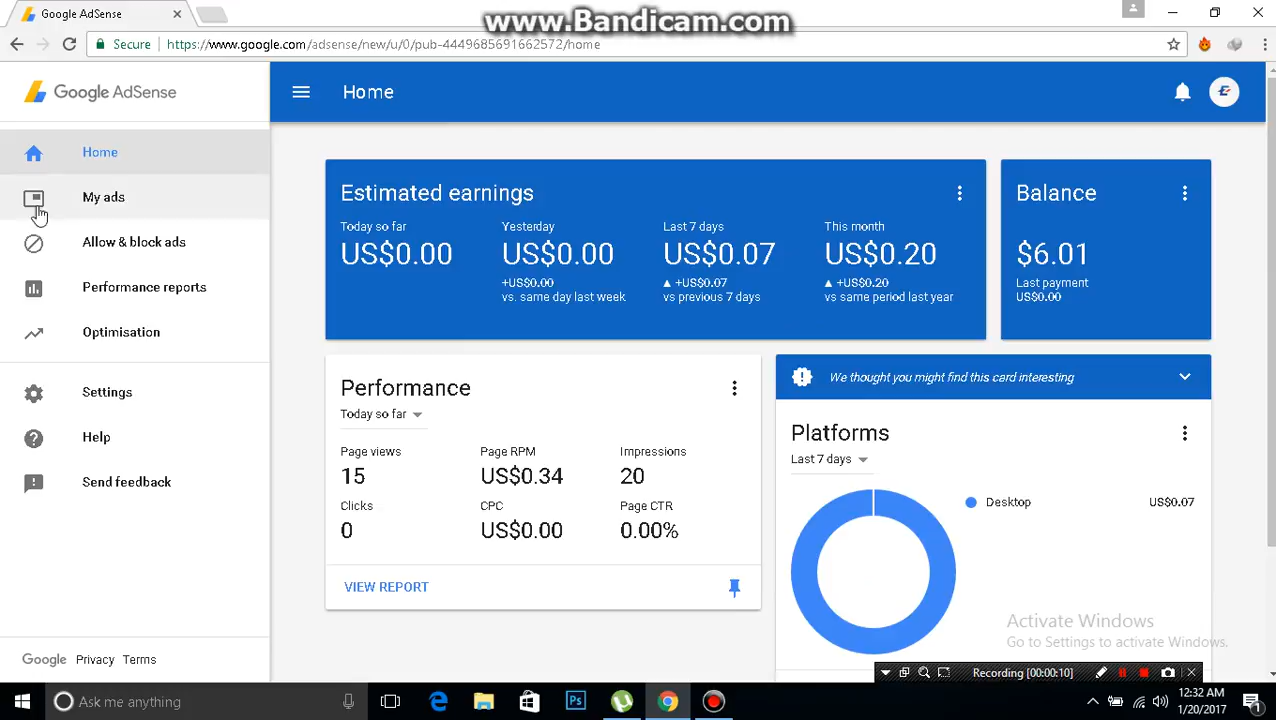 Google AdSense
www.Bandicam.com
Secure
https://www.google.com/adsense/new/u/0/pub-4449685691662572/home
Google AdSense
Home
My ads
Allow & block ads
Performance reports
Optimisation
Settings
Help
Send feedback
Google Privacy Terms
Home
Estimated earnings
Today so far
US$0.00
Yesterday
US$0.00
+US$0.00
vs. same day last week
Last 7 days
US$0.07
▲ +US$0.07
vs previous 7 days
This month
US$0.20
▲ +US$0.20
vs same period last year
Balance
$6.01
Last payment
US$0.00
Performance
Today so far
Page views
15
Page RPM
US$0.34
Impressions
20
Clicks
0
CPC
US$0.00
Page CTR
0.00%
VIEW REPORT
We thought you might find this card interesting
Platforms
Last 7 days
Desktop US$0.07
Activate Windows
Go to Settings to activate Windows.
Recording [00:00:10]
Ask me anything
Ps
12:32 AM
1/20/2017
1